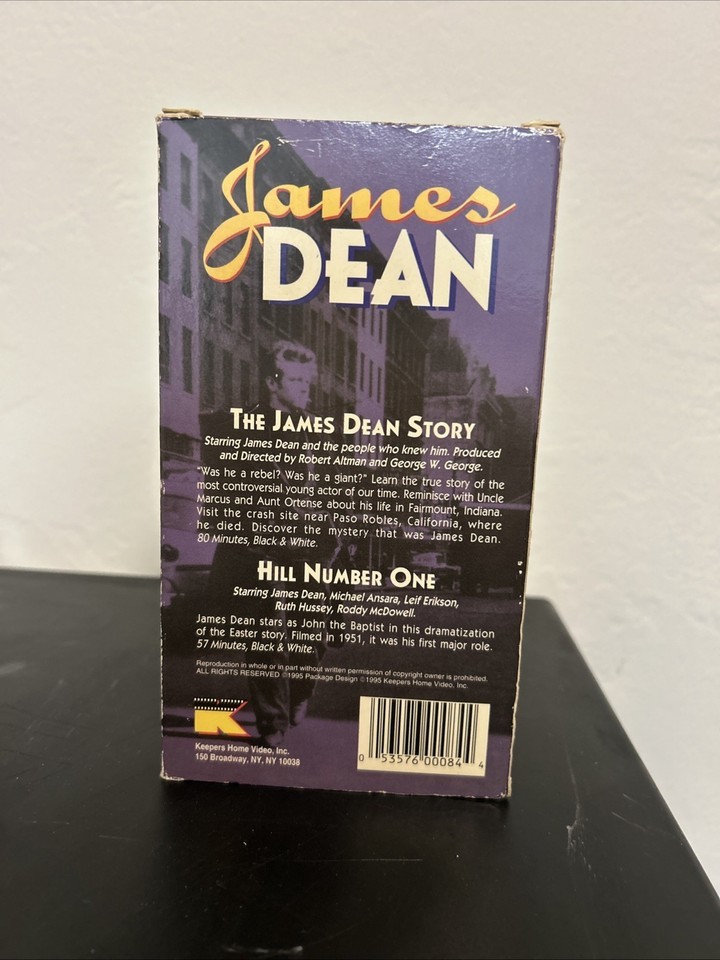 James
DEAN
THE JAMES DEAN STORY
Starring James Dean and the people who knew him. Produced
and Directed by Robert Altman and George W. George.
"Was he a rebel? Was he a giant?" Learn the true story of the
most controversial young actor of our time. Reminisce with Uncle
Marcus and Aunt Ortense about his life in Fairmount, Indiana.
Visit the crash site near Paso Robles, California, where
he died. Discover the mystery that was James Dean.
80 Minutes, Black & White.
HILL NUMBER ONE
Starring James Dean, Michael Ansara, Leif Erikson,
Ruth Hussey, Roddy McDowell.
James Dean stars as John the Baptist in this dramatization
of the Easter story. Filmed in 1951, it was his first major role.
57 Minutes, Black & White.
Reproduction in whole or in part without written permission of copyright owner is prohibited.
ALL RIGHTS RESERVED ©1995 Package Design ©1995 Keepers Home Video, Inc.
K
Keepers Home Video, Inc.
150 Broadway, NY, NY 10038
0 53576 00084 4